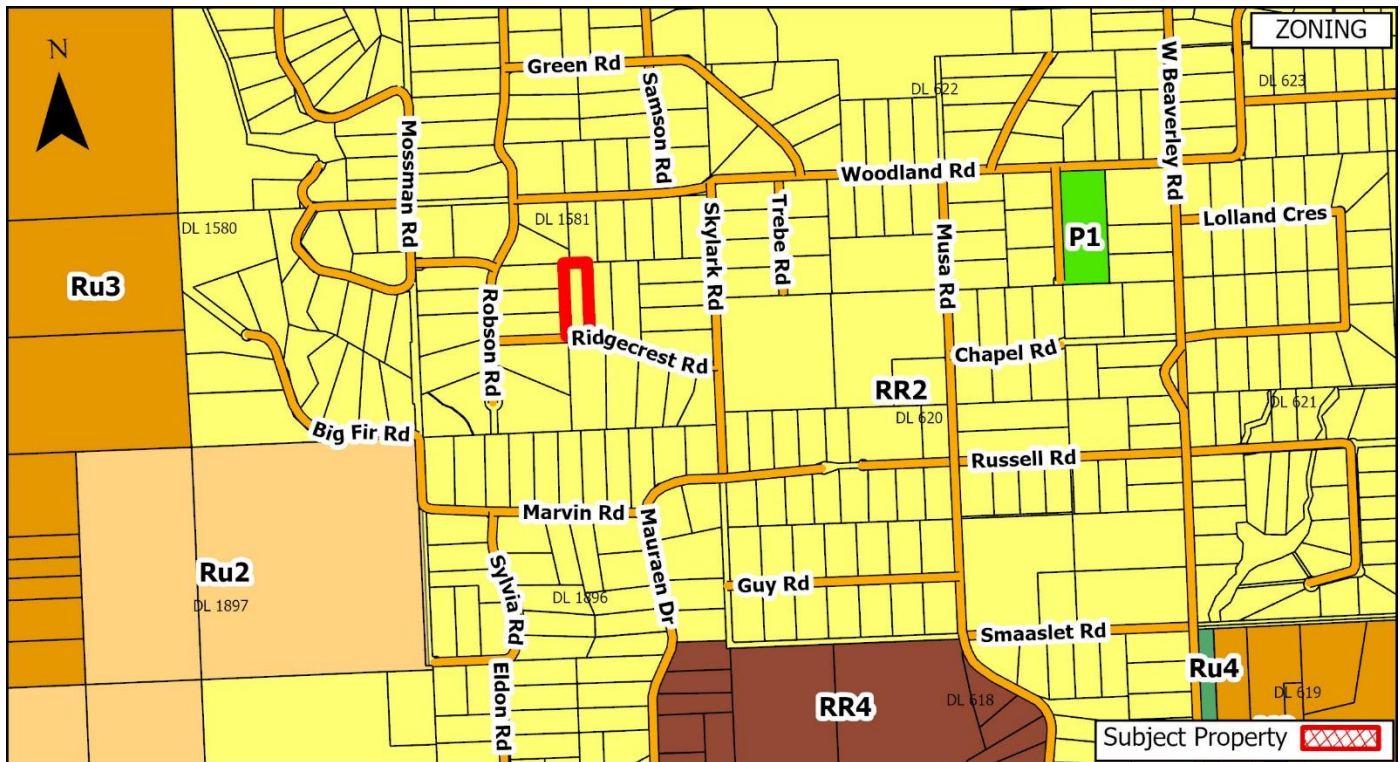 ZONING
N
Green Rd
Samson Rd
W Beaverley Rd
DL 622
DL 623
Mossman Rd
Woodland Rd
DL 1580
DL 1581
Skylark Rd
Trebe Rd
Musa Rd
P1
Lolland Cres
Ru3
Robson Rd
Ridgecrest Rd
Chapel Rd
RR2
DL 620
DL 621
Big Fir Rd
Russell Rd
Marvin Rd
Mauraen Dr
Ru2
DL 1897
Sylvia Rd
DL 1896
Guy Rd
Smaaslet Rd
Eldon Rd
Ru4
RR4
DL 618
DL 619
Subject Property